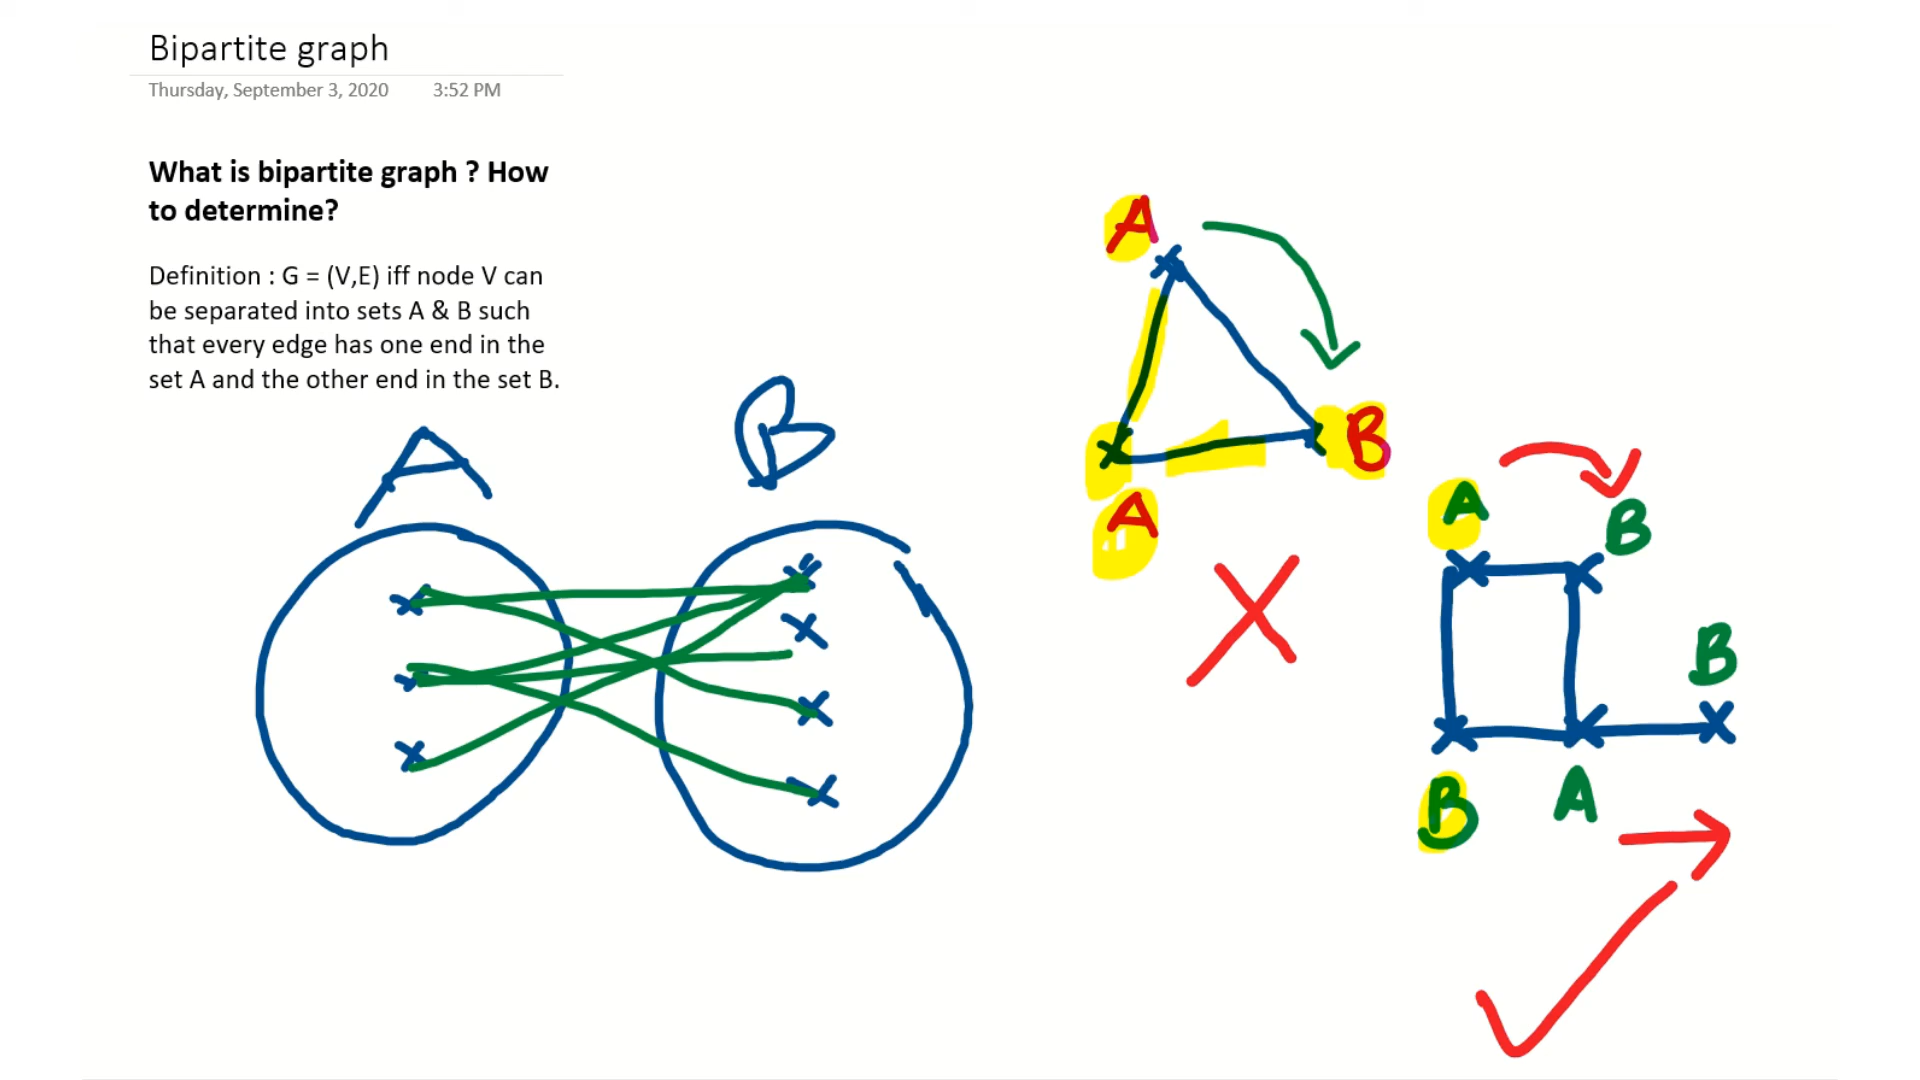 Bipartite graph
Thursday, September 3, 2020 3:52 PM
What is bipartite graph ? How
to determine?
Definition : G = (V,E) iff node V can
be separated into sets A & B such
that every edge has one end in the
set A and the other end in the set B.
A
B
A
B
A
A
B
B
B
A